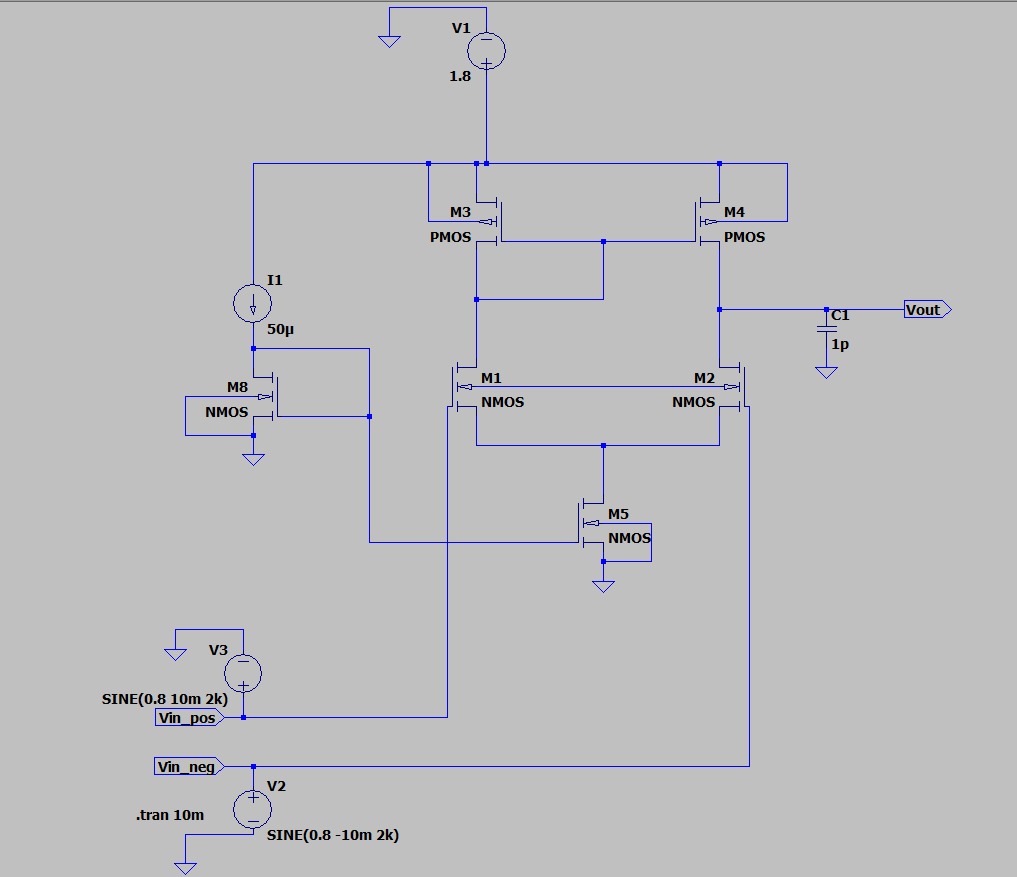 V1
1.8
M3
PMOS
M4
PMOS
I1
50µ
Vout
C1
1p
M8
NMOS
M1
NMOS
M2
NMOS
M5
NMOS
V3
SINE(0.8 10m 2k)
Vin_pos
Vin_neg
V2
.tran 10m
SINE(0.8 -10m 2k)